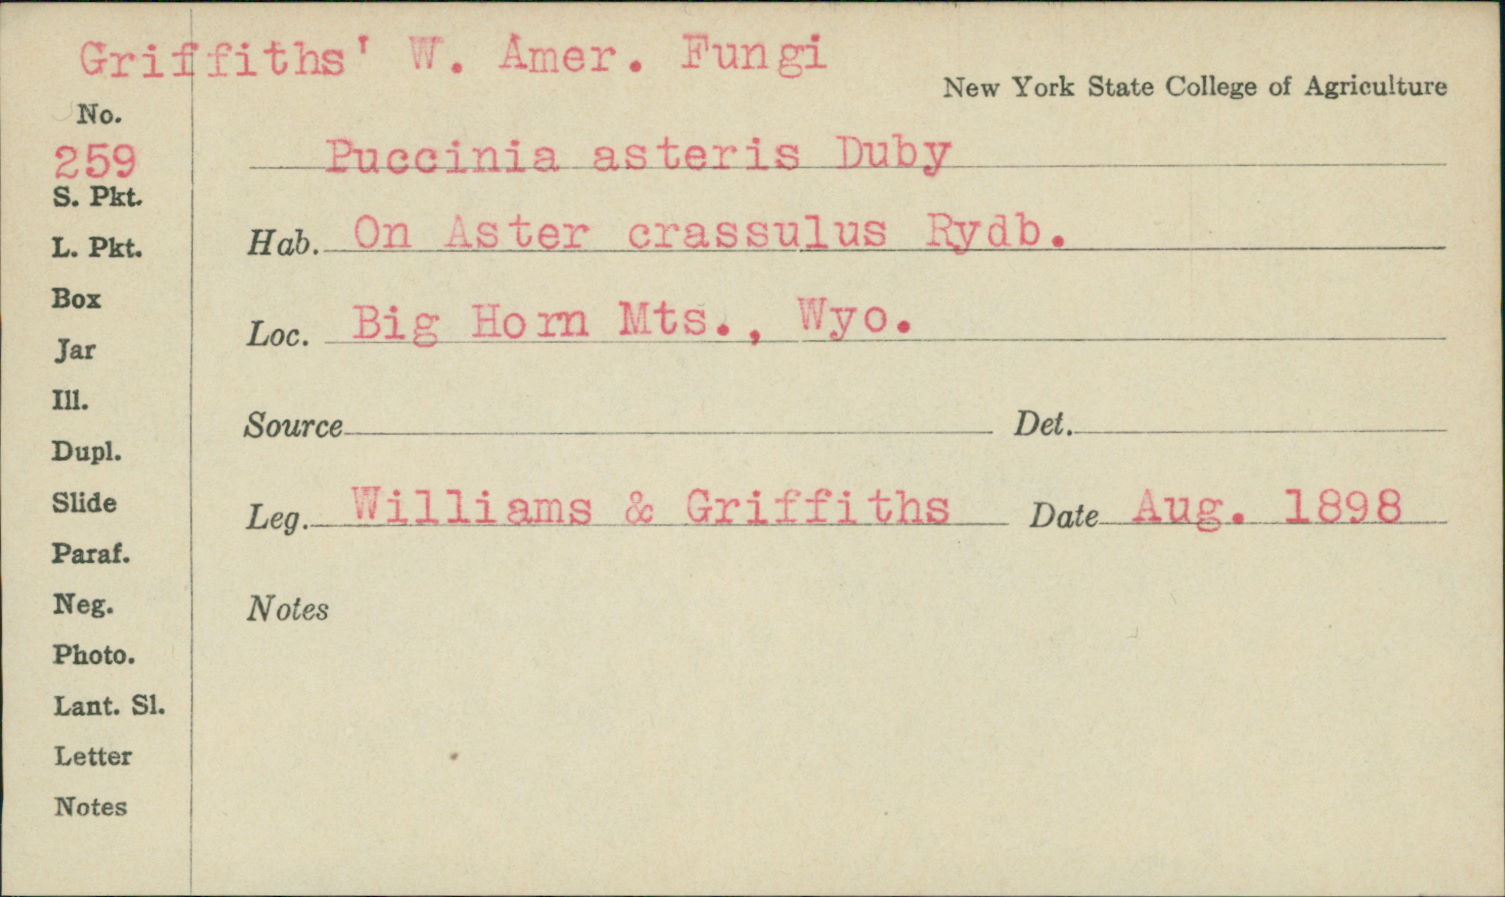 Griffiths' W. Amer. Fungi
New York State College of Agriculture
No.
259
Puccinia asteris Duby
S. Pkt.
Hab. On Aster crassulus Rydb.
L. Pkt.
Box
Loc. Big Horn Mts., Wyo.
Jar
Ill.
Source Det.
Dupl.
Slide
Leg. Williams & Griffiths Date Aug. 1898
Paraf.
Neg.
Notes
Photo.
Lant. Sl.
Letter
Notes